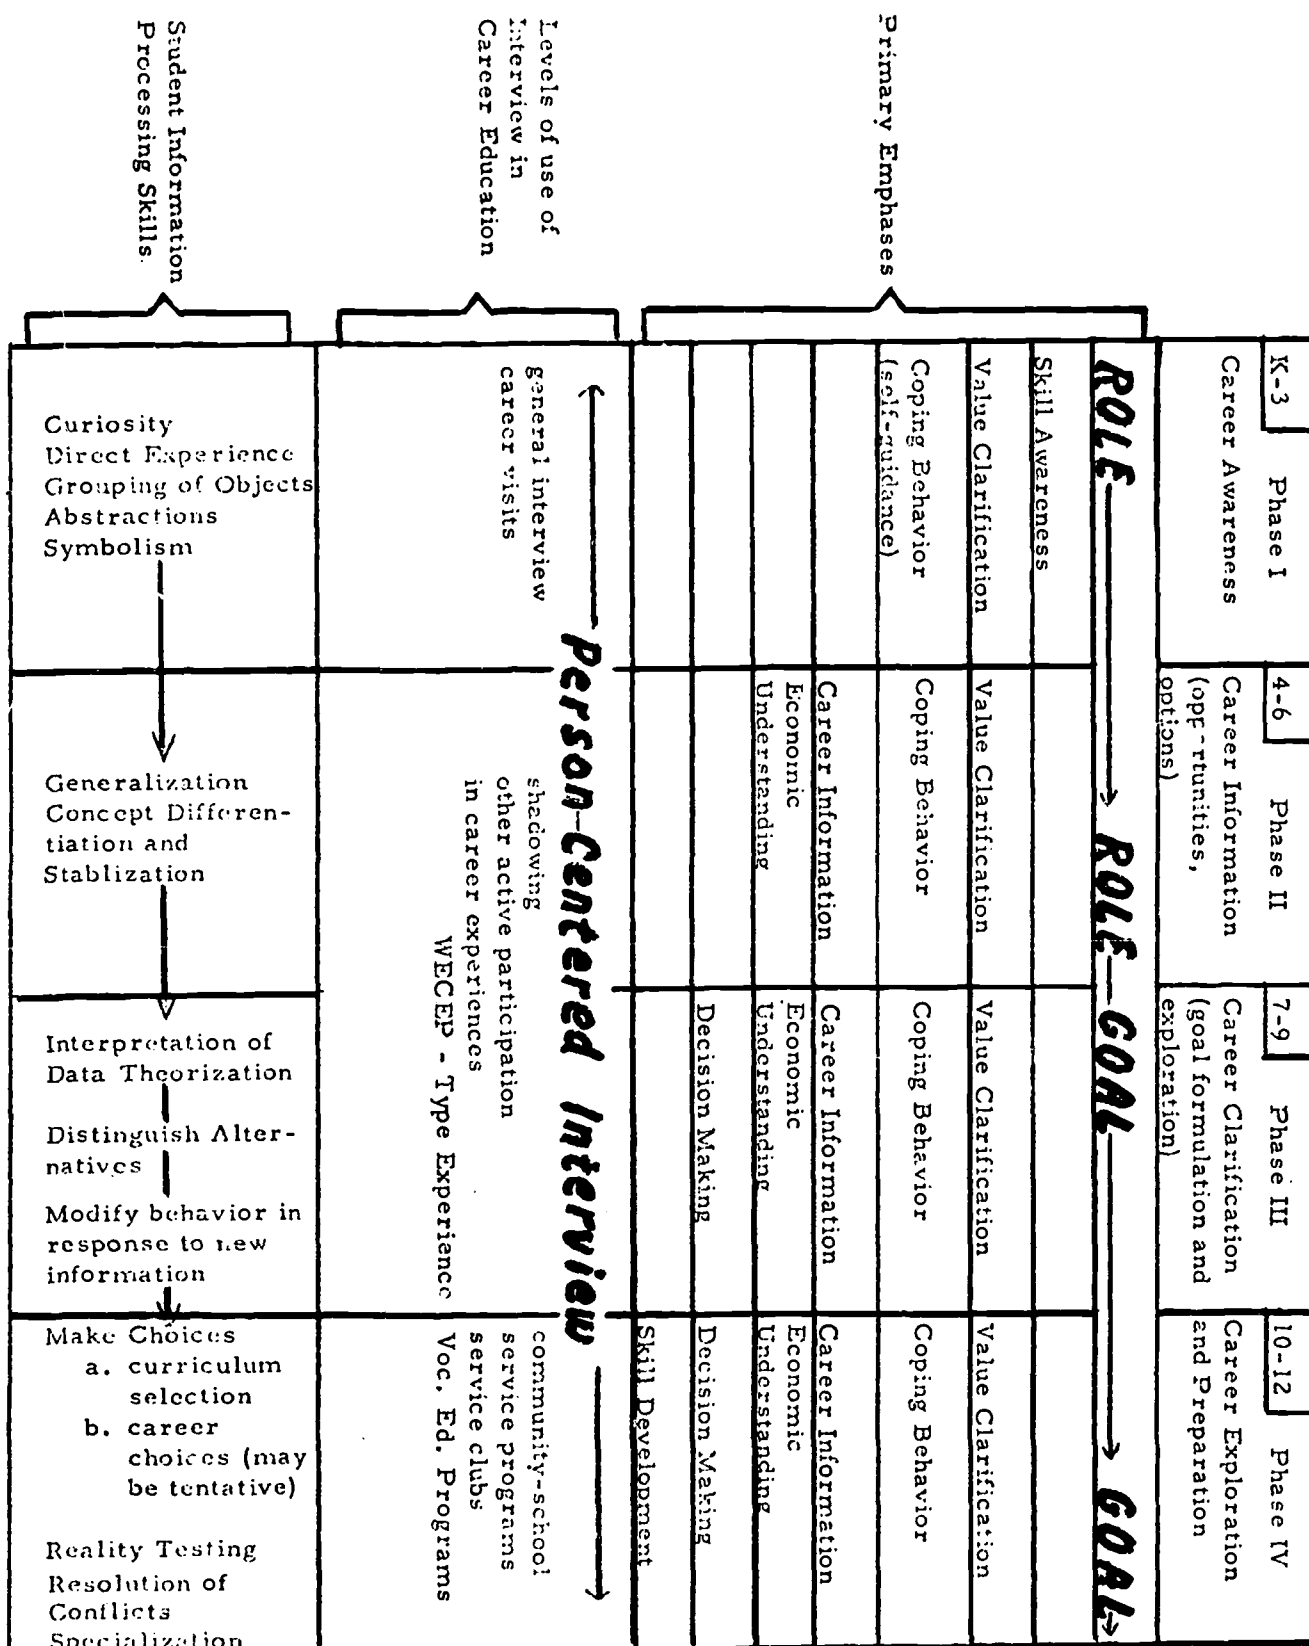 K-3
Phase I
Career Awareness
4-6
Phase II
Career Information
(opp-rtunities,
options)
7-9
Phase III
Career Clarification
(goal formulation and
exploration)
10-12
Phase IV
Career Exploration
and Preparation
ROLE
ROLE-GOAL
GOAL
Primary Emphases
Skill Awareness
Value Clarification
Value Clarification
Value Clarification
Value Clarification
Coping Behavior
(self-guidance)
Coping Behavior
Coping Behavior
Coping Behavior
Career Information
Career Information
Career Information
Economic
Understanding
Economic
Understanding
Economic
Understanding
Decision Making
Decision Making
Skill Development
Levels of use of
Interview in
Career Education
Person-Centered Interview
general interview
career visits
shadowing
other active participation
in career experiences
WECEP - Type Experience
community-school
service programs
service clubs
Voc. Ed. Programs
Student Information
Processing Skills.
Curiosity
Direct Experience
Grouping of Objects
Abstractions
Symbolism
Generalization
Concept Differen-
tiation and
Stablization
Interpretation of
Data Theorization
Distinguish Alter-
natives
Modify behavior in
response to new
information
Make Choices
a. curriculum
selection
b. career
choices (may
be tentative)
Reality Testing
Resolution of
Conflicts
Specialization